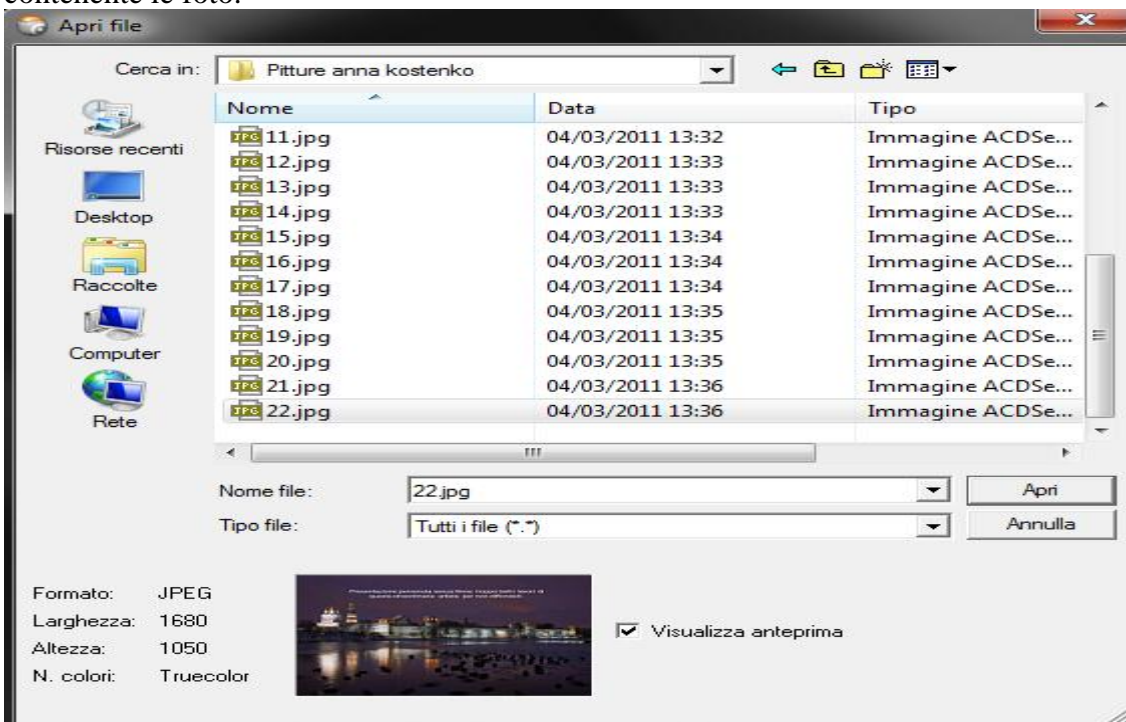 contenente le foto.
Apri file
Cerca in: Pitture anna kostenko
Nome Data Tipo
11.jpg 04/03/2011 13:32 Immagine ACDSe...
12.jpg 04/03/2011 13:33 Immagine ACDSe...
13.jpg 04/03/2011 13:33 Immagine ACDSe...
14.jpg 04/03/2011 13:33 Immagine ACDSe...
15.jpg 04/03/2011 13:34 Immagine ACDSe...
16.jpg 04/03/2011 13:34 Immagine ACDSe...
17.jpg 04/03/2011 13:34 Immagine ACDSe...
18.jpg 04/03/2011 13:35 Immagine ACDSe...
19.jpg 04/03/2011 13:35 Immagine ACDSe...
20.jpg 04/03/2011 13:35 Immagine ACDSe...
21.jpg 04/03/2011 13:36 Immagine ACDSe...
22.jpg 04/03/2011 13:36 Immagine ACDSe...
Risorse recenti
Desktop
Raccolte
Computer
Rete
Nome file: 22.jpg Apri
Tipo file: Tutti i file (*.*) Annulla
Formato: JPEG
Larghezza: 1680
Altezza: 1050
N. colori: Truecolor
Visualizza anteprima